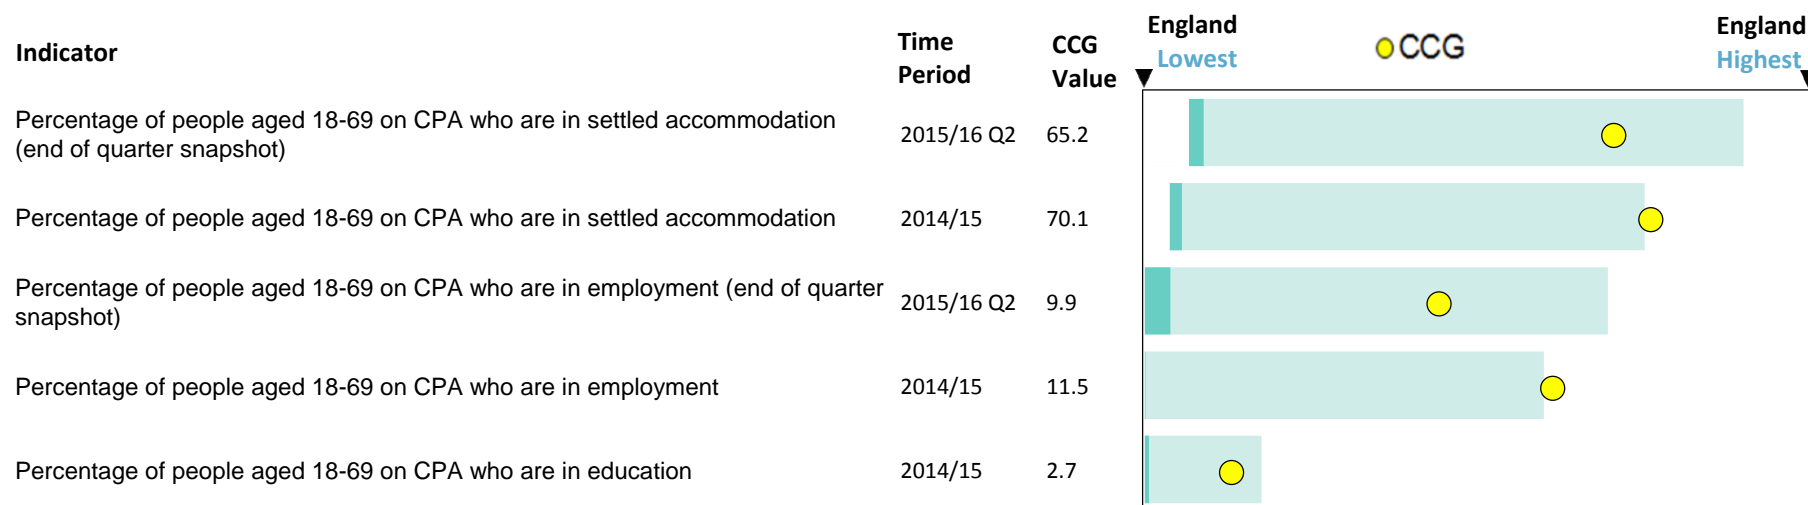 Indicator
Time Period
CCG Value
England Lowest
CCG
England Highest
Percentage of people aged 18-69 on CPA who are in settled accommodation
(end of quarter snapshot)
2015/16 Q2
65.2
Percentage of people aged 18-69 on CPA who are in settled accommodation
2014/15
70.1
Percentage of people aged 18-69 on CPA who are in employment (end of quarter
snapshot)
2015/16 Q2
9.9
Percentage of people aged 18-69 on CPA who are in employment
2014/15
11.5
Percentage of people aged 18-69 on CPA who are in education
2014/15
2.7